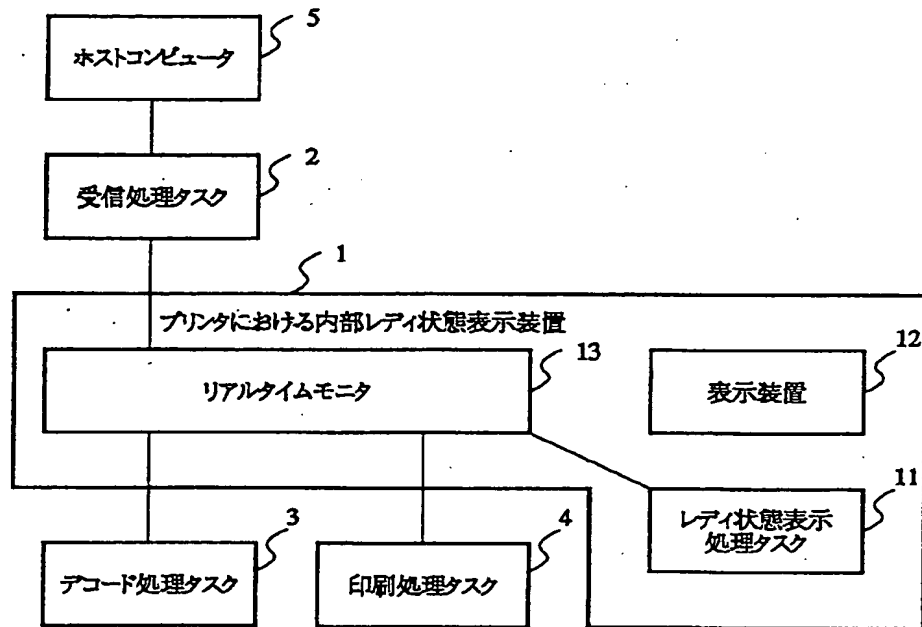 5
ホストコンピュータ
2
受信処理タスク
1
プリンタにおける内部レディ状態表示装置
13
リアルタイムモニタ
12
表示装置
11
レディ状態表示
処理タスク
3
デコード処理タスク
4
印刷処理タスク